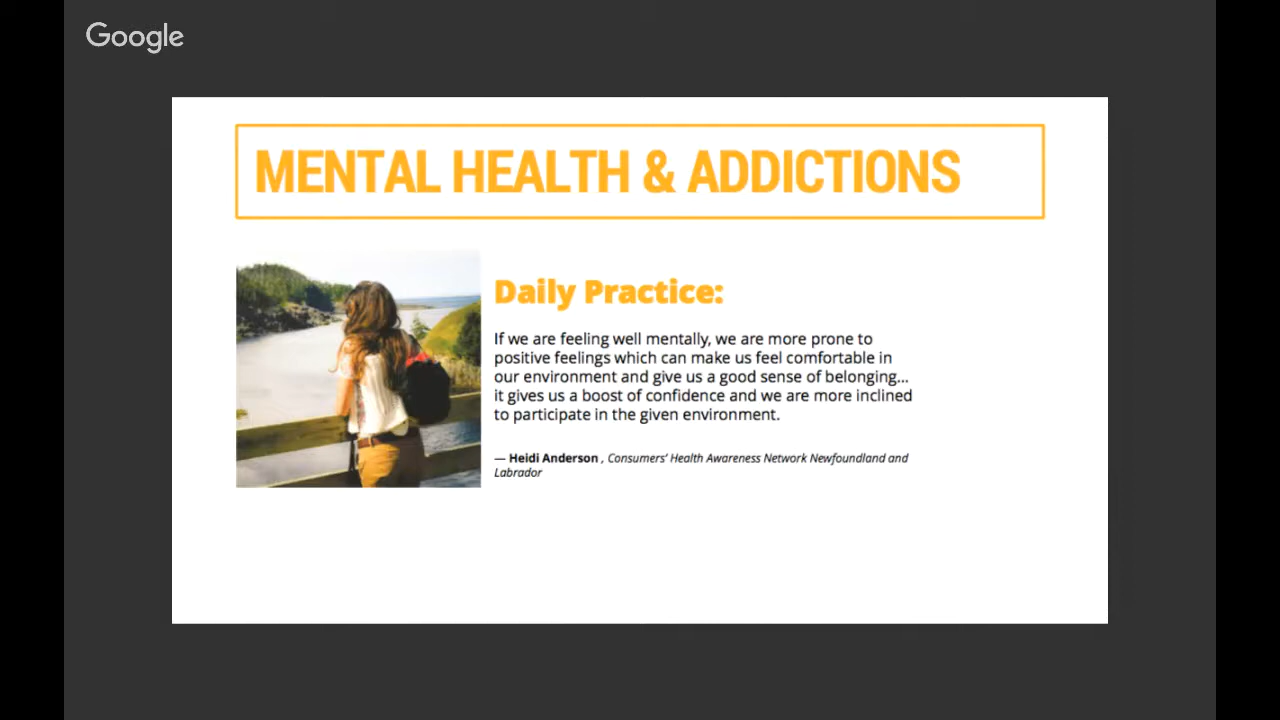 Google
MENTAL HEALTH & ADDICTIONS
Daily Practice:
If we are feeling well mentally, we are more prone to
positive feelings which can make us feel comfortable in
our environment and give us a good sense of belonging...
it gives us a boost of confidence and we are more inclined
to participate in the given environment.
— Heidi Anderson , Consumers' Health Awareness Network Newfoundland and
Labrador